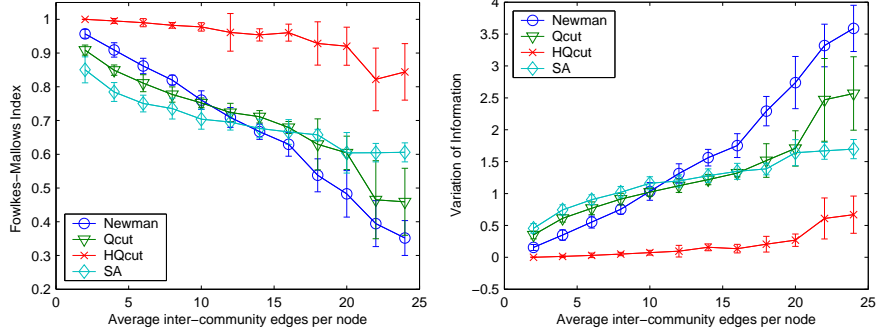 1
0.9
0.8
0.7
0.6
0.5
0.4
0.3
0.2
0 5 10 15 20 25
Fowlkes−Mallows Index
Average inter−community edges per node
Newman
Qcut
HQcut
SA
4
3.5
3
2.5
2
1.5
1
0.5
0
−0.5
0 5 10 15 20 25
Variation of Information
Average inter−community edges per node
Newman
Qcut
HQcut
SA